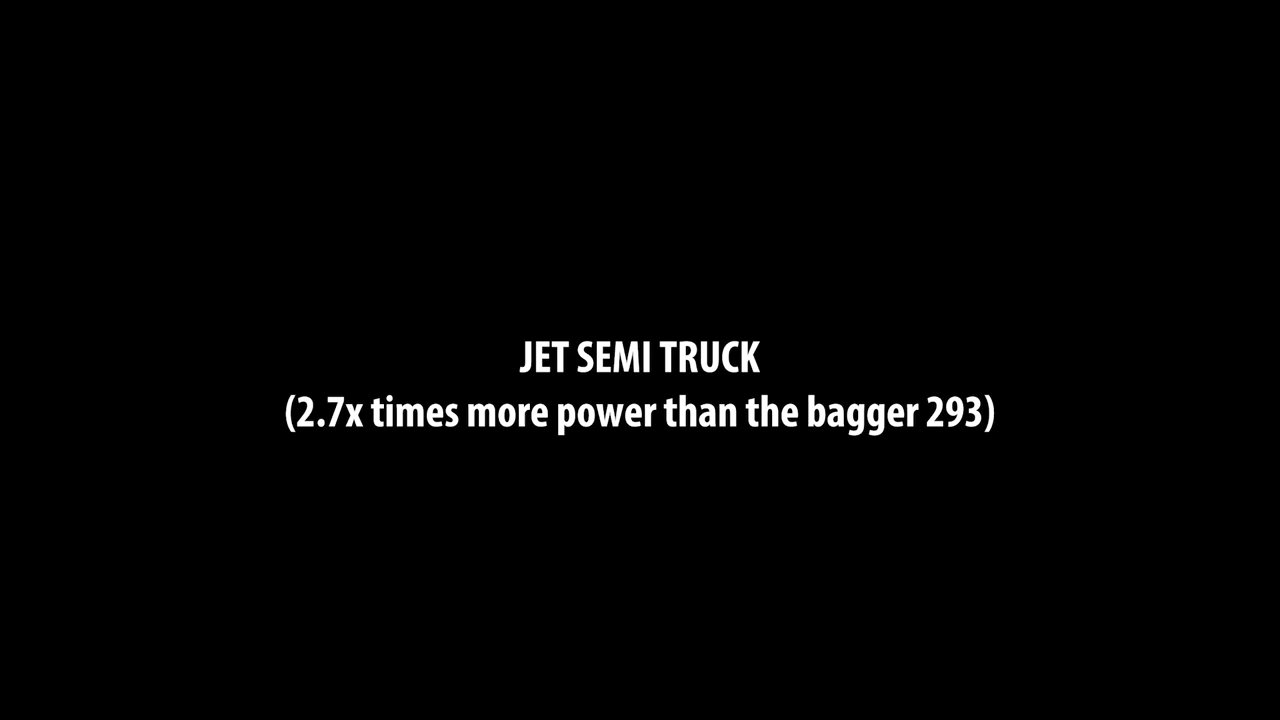 JET SEMI TRUCK
(2.7x times more power than the bagger 293)